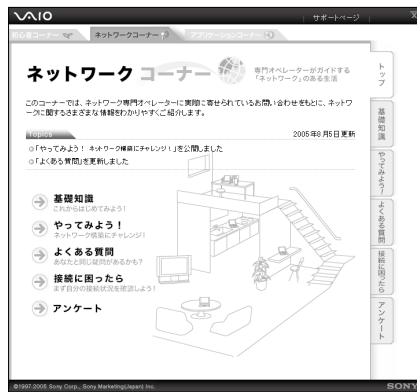 VAIO
サポートページ
初心者コーナー
ネットワークコーナー
アプリケーションコーナー
ネットワーク コーナー
専門オペレーターがガイドする
「ネットワーク」のある生活
このコーナーでは、ネットワーク専門オペレーターに実際に寄せられているお問い合わせをもとに、ネットワ
ークに関するさまざまな情報をわかりやすくご紹介します。
Topics
2005年8月5日更新
「やってみよう! ネットワーク構築にチャレンジ!」を公開しました
「よくある質問」を更新しました
基礎知識
これからはじめてみよう!
やってみよう!
ネットワーク構築にチャレンジ!
よくある質問
あなたと同じ疑問があるかも?
接続に困ったら
まず自分の接続状況を確認しよう!
アンケート
トップ
基礎知識
やってみよう!
よくある質問
接続に困ったら
アンケート
©1997-2005 Sony Corp., Sony Marketing(Japan) Inc.
SONY